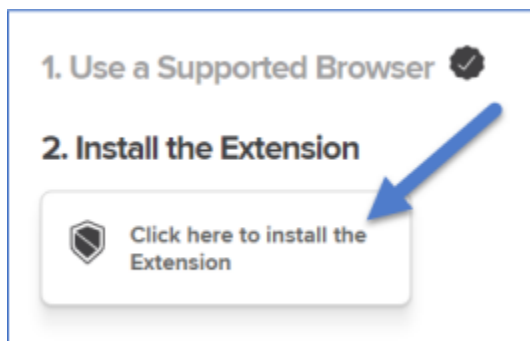 1. Use a Supported Browser
2. Install the Extension
Click here to install the
Extension